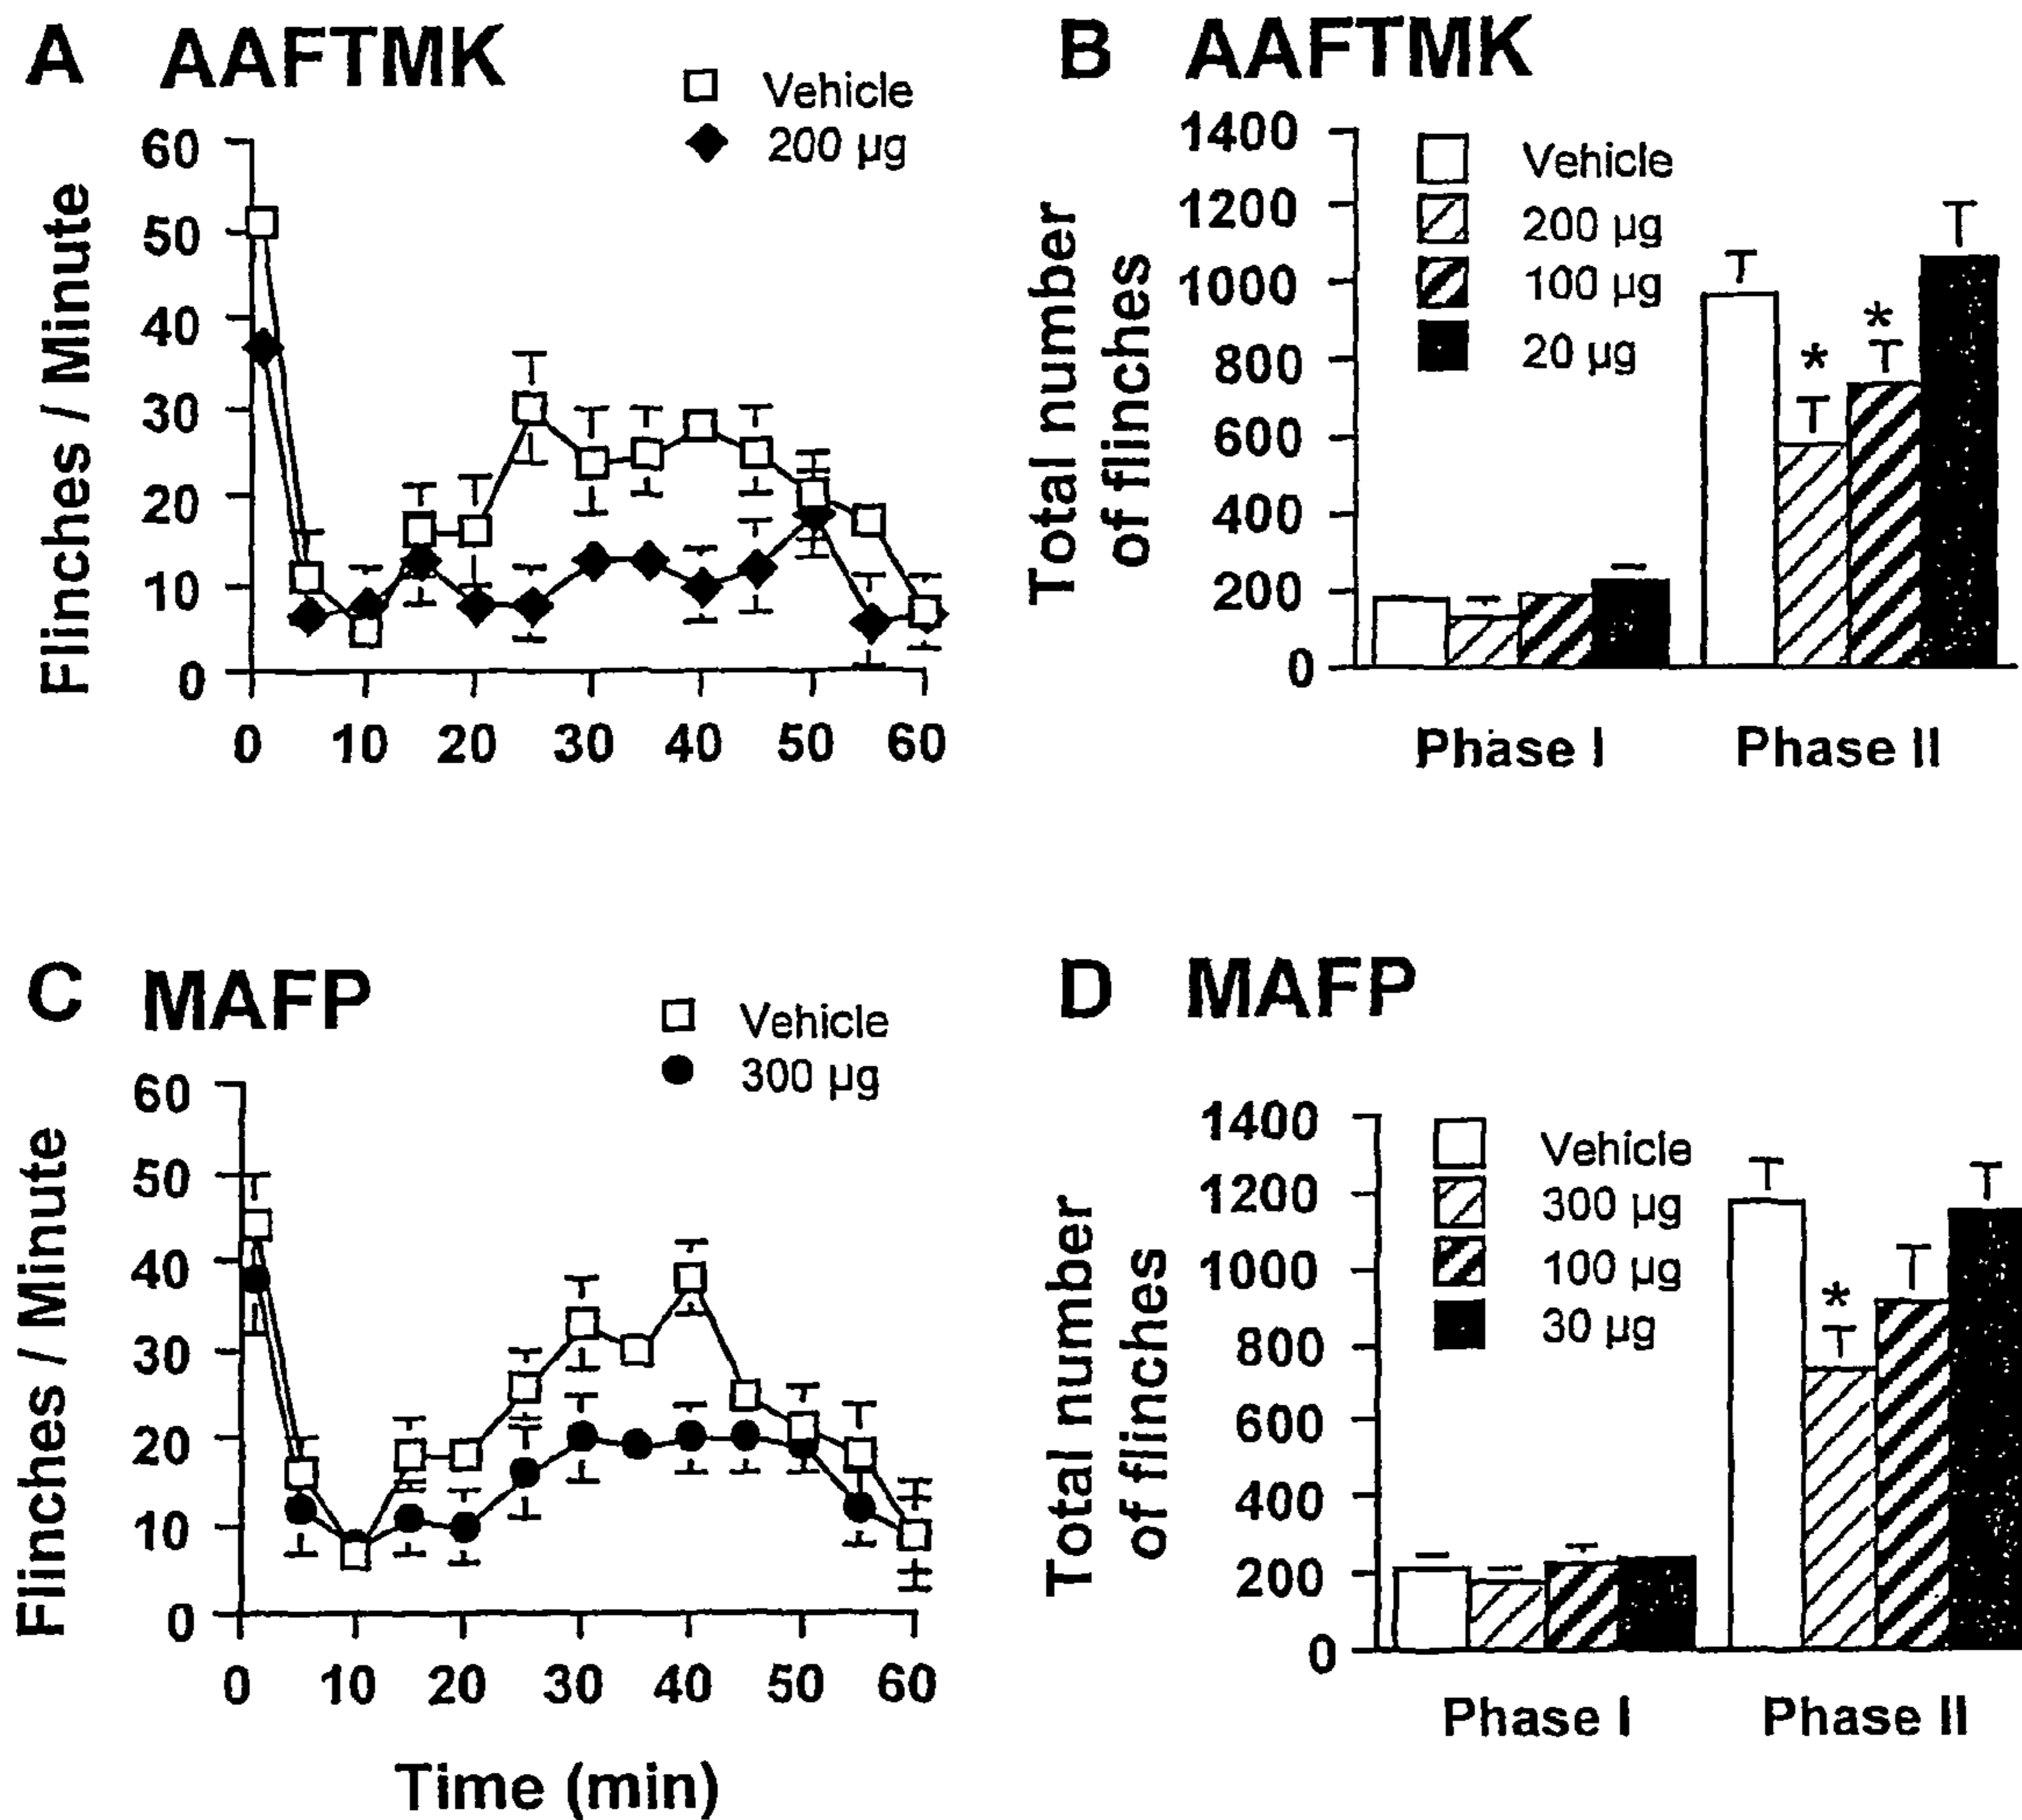 A AAFTMK
Vehicle
200 µg
Flinches / Minute
60
50
40
30
20
10
0
0 10 20 30 40 50 60
B AAFTMK
Vehicle
200 µg
100 µg
20 µg
Total number
of flinches
1400
1200
1000
800
600
400
200
0
* *
Phase I Phase II
C MAFP
Vehicle
300 µg
Flinches / Minute
60
50
40
30
20
10
0
0 10 20 30 40 50 60
Time (min)
D MAFP
Vehicle
300 µg
100 µg
30 µg
Total number
of flinches
1400
1200
1000
800
600
400
200
0
*
Phase I Phase II